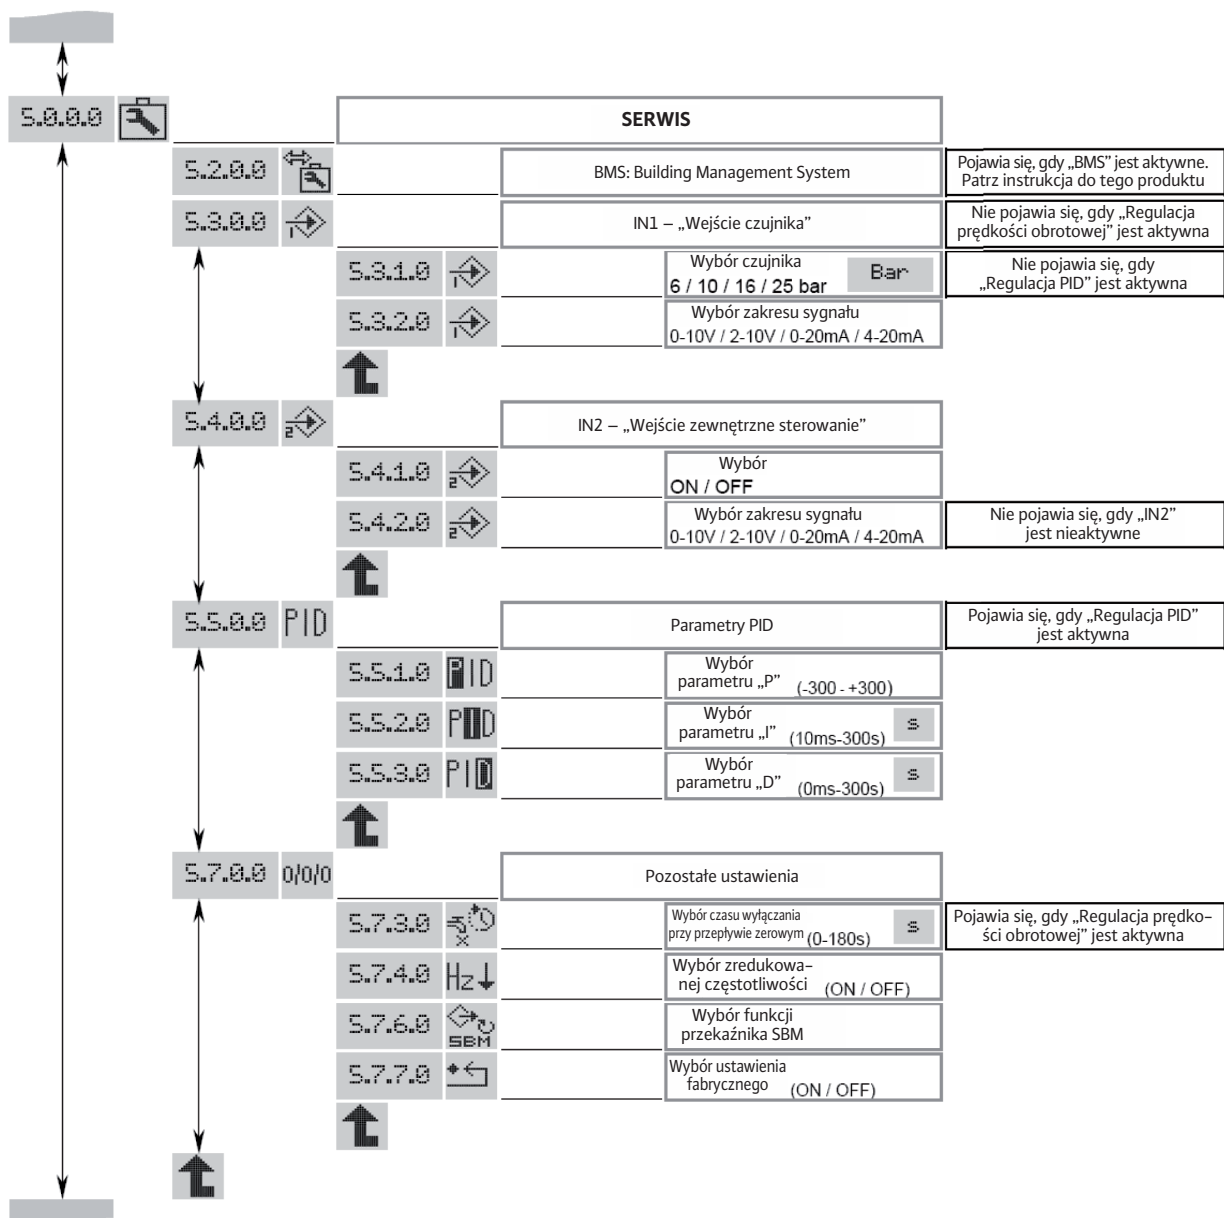 5.0.0.0
SERWIS
5.2.0.0
BMS: Building Management System
Pojawia się, gdy „BMS” jest aktywne.
Patrz instrukcja do tego produktu
5.3.0.0
1
IN1 – „Wejście czujnika”
Nie pojawia się, gdy „Regulacja
prędkości obrotowej” jest aktywna
5.3.1.0
1
Wybór czujnika
6 / 10 / 16 / 25 bar
Bar
Nie pojawia się, gdy
„Regulacja PID” jest aktywna
5.3.2.0
1
Wybór zakresu sygnału
0-10V / 2-10V / 0-20mA / 4-20mA
5.4.0.0
2
IN2 – „Wejście zewnętrzne sterowanie”
5.4.1.0
2
Wybór
ON / OFF
5.4.2.0
2
Wybór zakresu sygnału
0-10V / 2-10V / 0-20mA / 4-20mA
Nie pojawia się, gdy „IN2”
jest nieaktywne
5.5.0.0 PID
Parametry PID
Pojawia się, gdy „Regulacja PID”
jest aktywna
5.5.1.0 PID
Wybór
parametru „P” (-300 - +300)
5.5.2.0 PID
Wybór
parametru „I” (10ms-300s)
s
5.5.3.0 PID
Wybór
parametru „D” (0ms-300s)
s
5.7.0.0 0/0/0
Pozostałe ustawienia
5.7.3.0
Wybór czasu wyłączania
przy przepływie zerowym (0-180s)
s
Pojawia się, gdy „Regulacja prędko–
ści obrotowej” jest aktywna
5.7.4.0 Hz
Wybór zredukowa–
nej częstotliwości (ON / OFF)
5.7.6.0 SBM
Wybór funkcji
przekaźnika SBM
5.7.7.0
Wybór ustawienia
fabrycznego (ON / OFF)